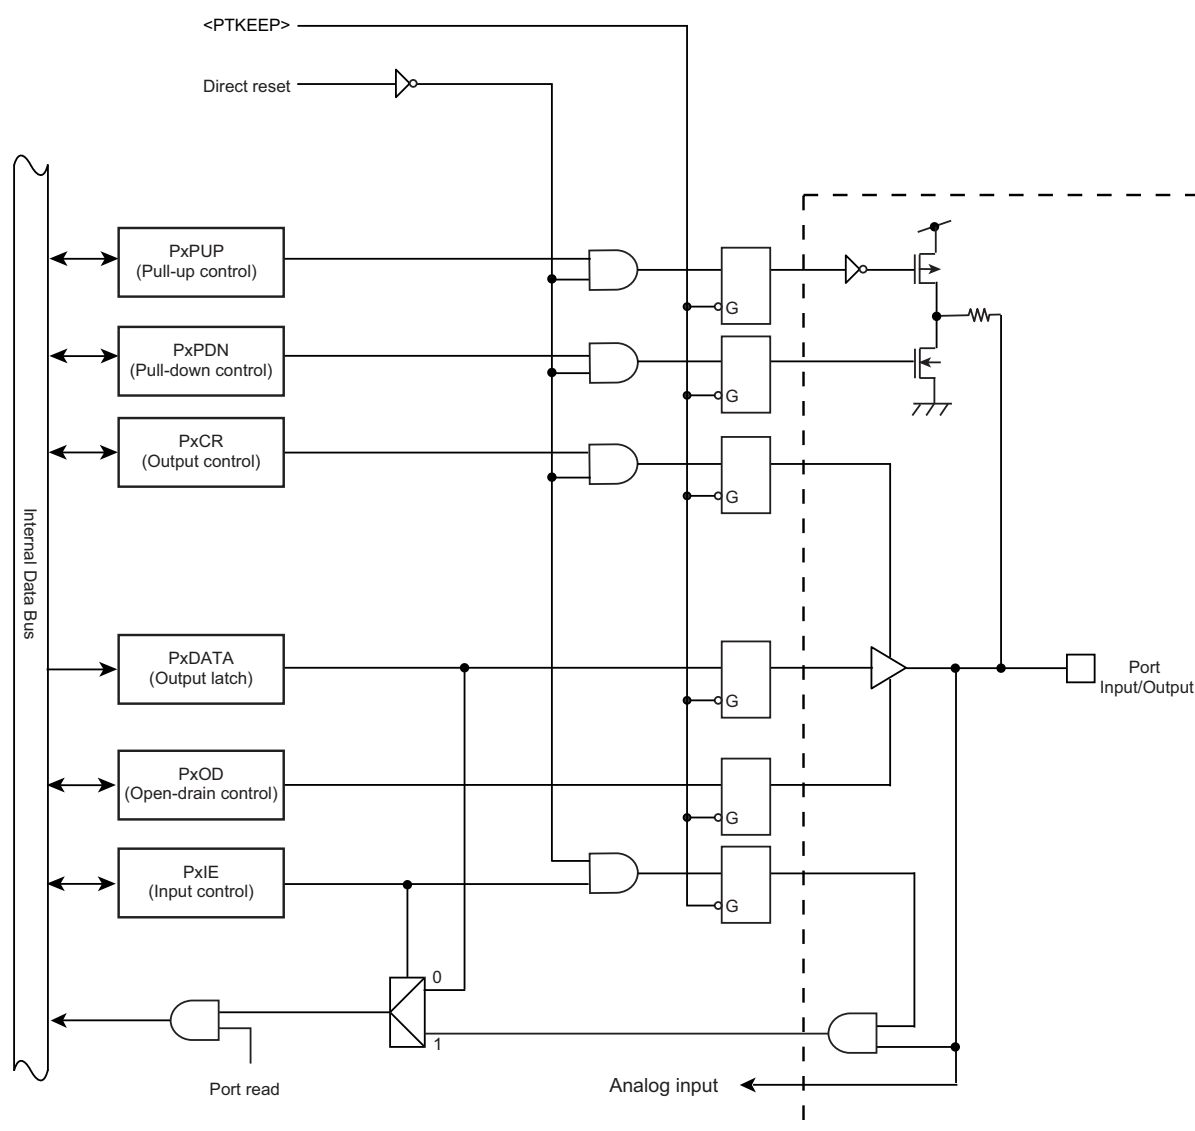 <PTKEEP>
Direct reset
PxPUP
(Pull-up control)
G
PxPDN
(Pull-down control)
G
PxCR
(Output control)
G
Internal Data Bus
PxDATA
(Output latch)
G
Port
Input/Output
PxOD
(Open-drain control)
G
PxIE
(Input control)
G
0
1
Port read
Analog input